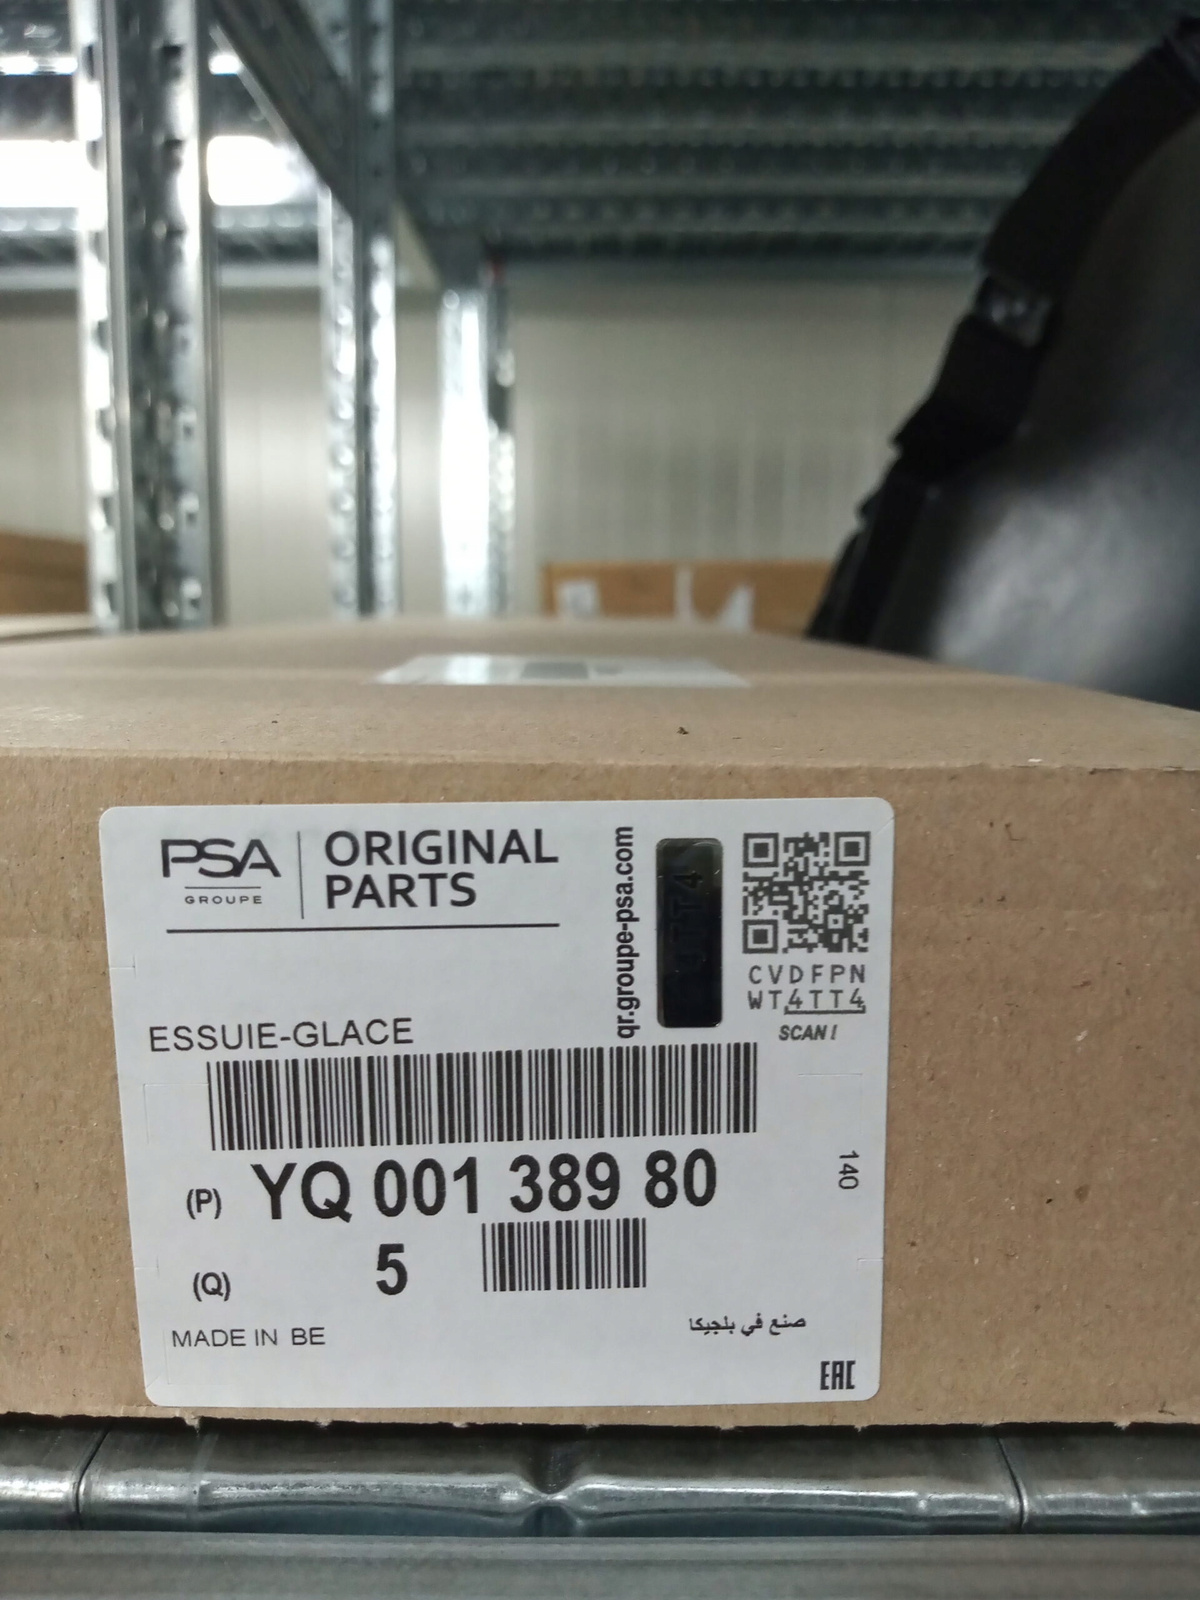 PSA
GROUPE
ORIGINAL
PARTS
qr.groupe-psa.com
CVDFPN
WT4TT4
SCAN!
ESSUIE-GLACE
(P) YQ 001 389 80
140
(Q) 5
MADE IN BE
صنع في بلجيكا
EAC